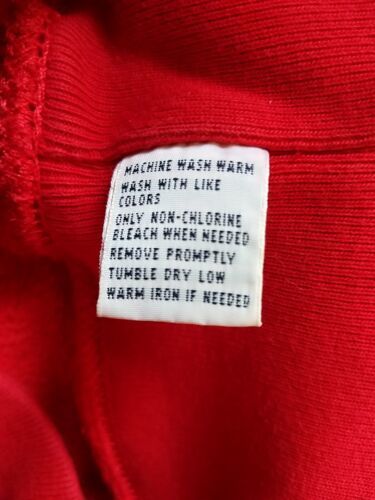 MACHINE WASH WARM
WASH WITH LIKE
COLORS
ONLY NON-CHLORINE
BLEACH WHEN NEEDED
REMOVE PROMPTLY
TUMBLE DRY LOW
WARM IRON IF NEEDED